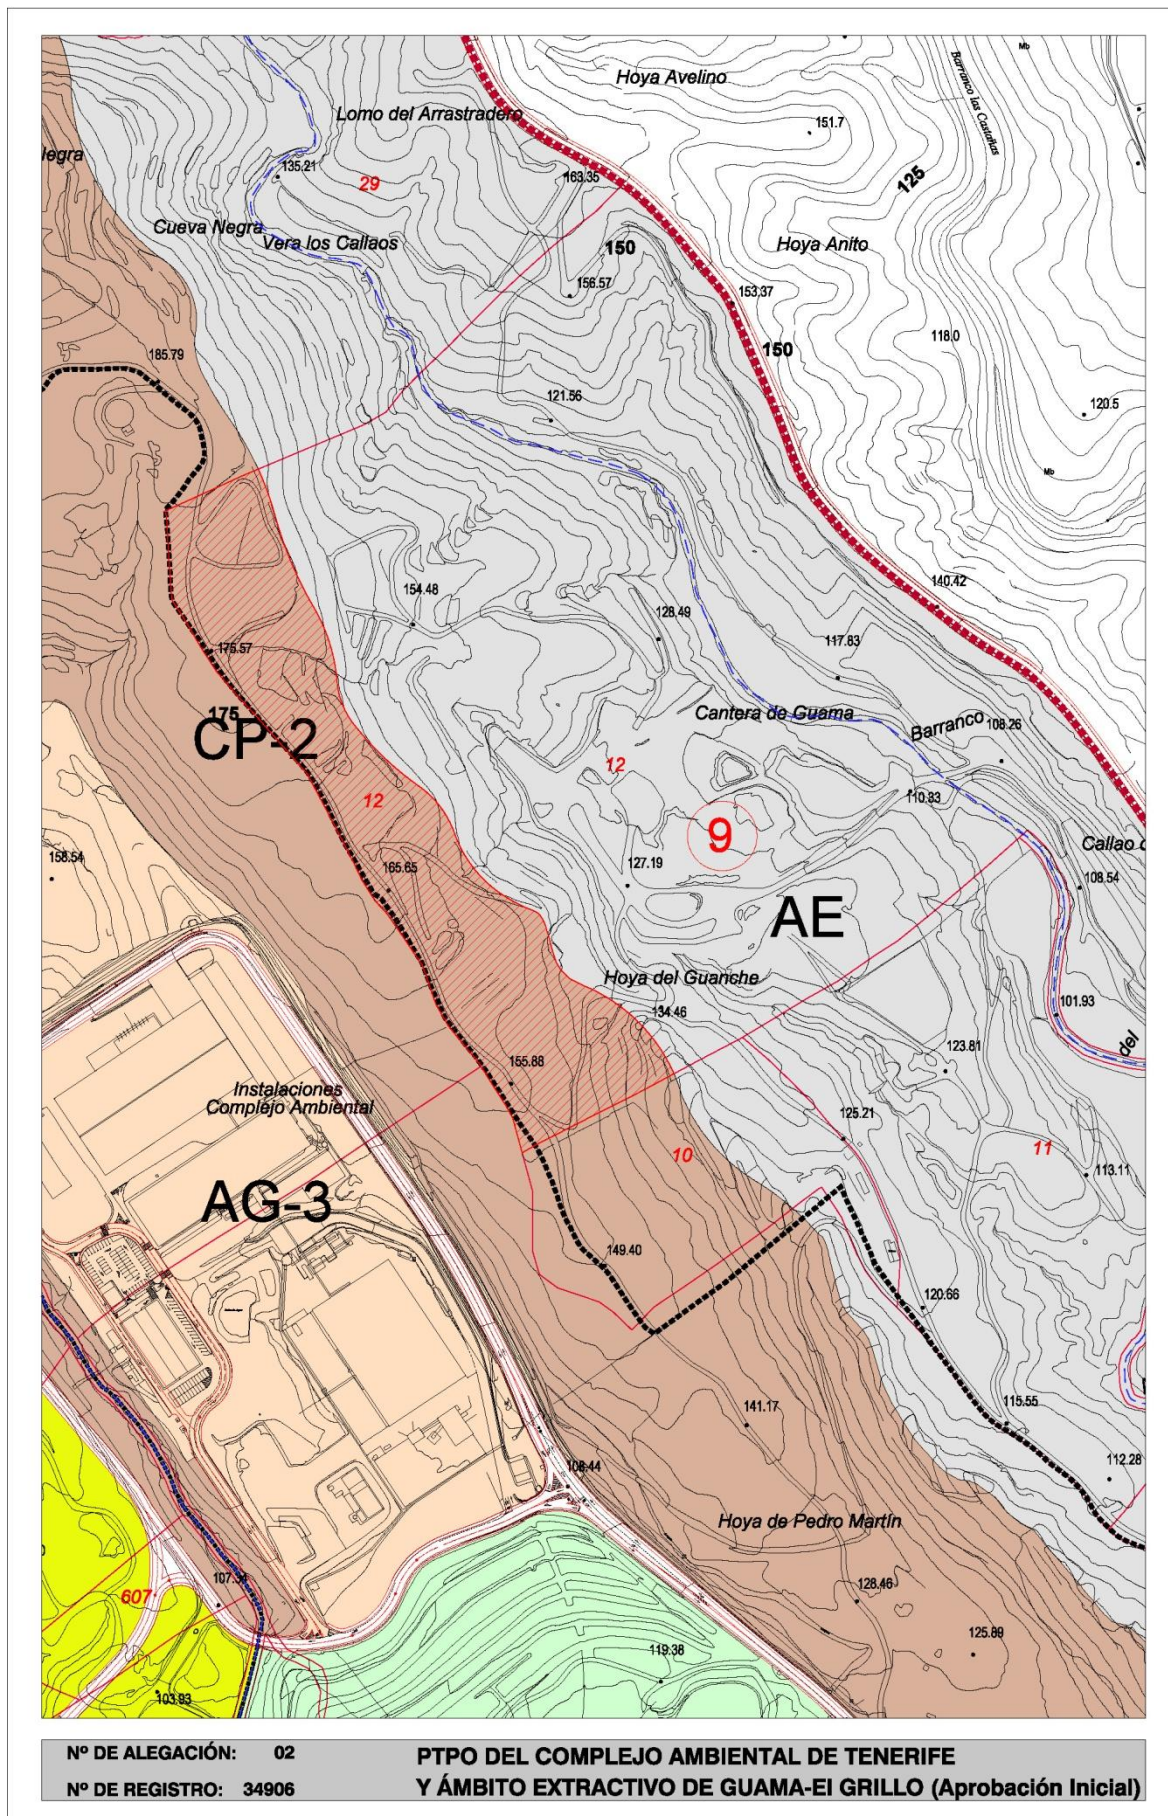 Hoya Avelino
Mb
Barranco las Castañas
Lomo del Arrastradero
151.7
legra
135.21
163.35
29
125
Cueva Negra
Vera los Callaos
150
Hoya Anito
156.57
153.37
185.79
150
118.0
121.56
120.5
Mb
154.48
140.42
128.49
117.83
175.57
175
CP-2
Cantera de Guama
Barranco
108.26
12
12
110.83
9
Callao d
158.54
165.65
127.19
108.54
AE
Hoya del Guanche
134.46
101.93
del
123.81
155.88
Instalaciones
Complejo Ambiental
125.21
10
11
113.11
AG-3
149.40
120.66
141.17
115.55
112.28
108.44
Hoya de Pedro Martín
607
128.46
125.89
119.38
103.93
Nº DE ALEGACIÓN: 02
PTPO DEL COMPLEJO AMBIENTAL DE TENERIFE
Nº DE REGISTRO: 34906
Y ÁMBITO EXTRACTIVO DE GUAMA-El GRILLO (Aprobación Inicial)